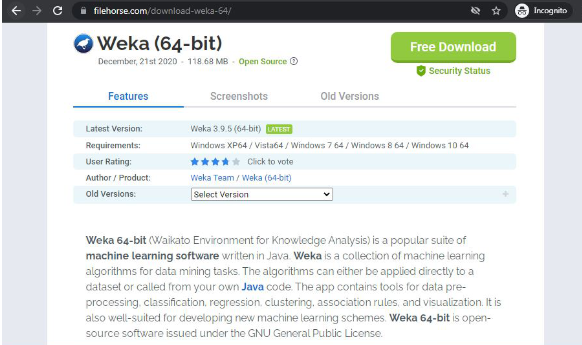 filehorse.com/download-weka-64/
Incognito
Weka (64-bit)
December, 21st 2020 - 118.68 MB - Open Source
Free Download
Security Status
Features Screenshots Old Versions
Latest Version: Weka 3.9.5 (64-bit) LATEST
Requirements: Windows XP64 / Vista64 / Windows 7 64 / Windows 8 64 / Windows 10 64
User Rating: Click to vote
Author / Product: Weka Team / Weka (64-bit)
Old Versions: Select Version
Weka 64-bit (Waikato Environment for Knowledge Analysis) is a popular suite of
machine learning software written in Java. Weka is a collection of machine learning
algorithms for data mining tasks. The algorithms can either be applied directly to a
dataset or called from your own Java code. The app contains tools for data pre-
processing, classification, regression, clustering, association rules, and visualization. It is
also well-suited for developing new machine learning schemes. Weka 64-bit is open-
source software issued under the GNU General Public License.